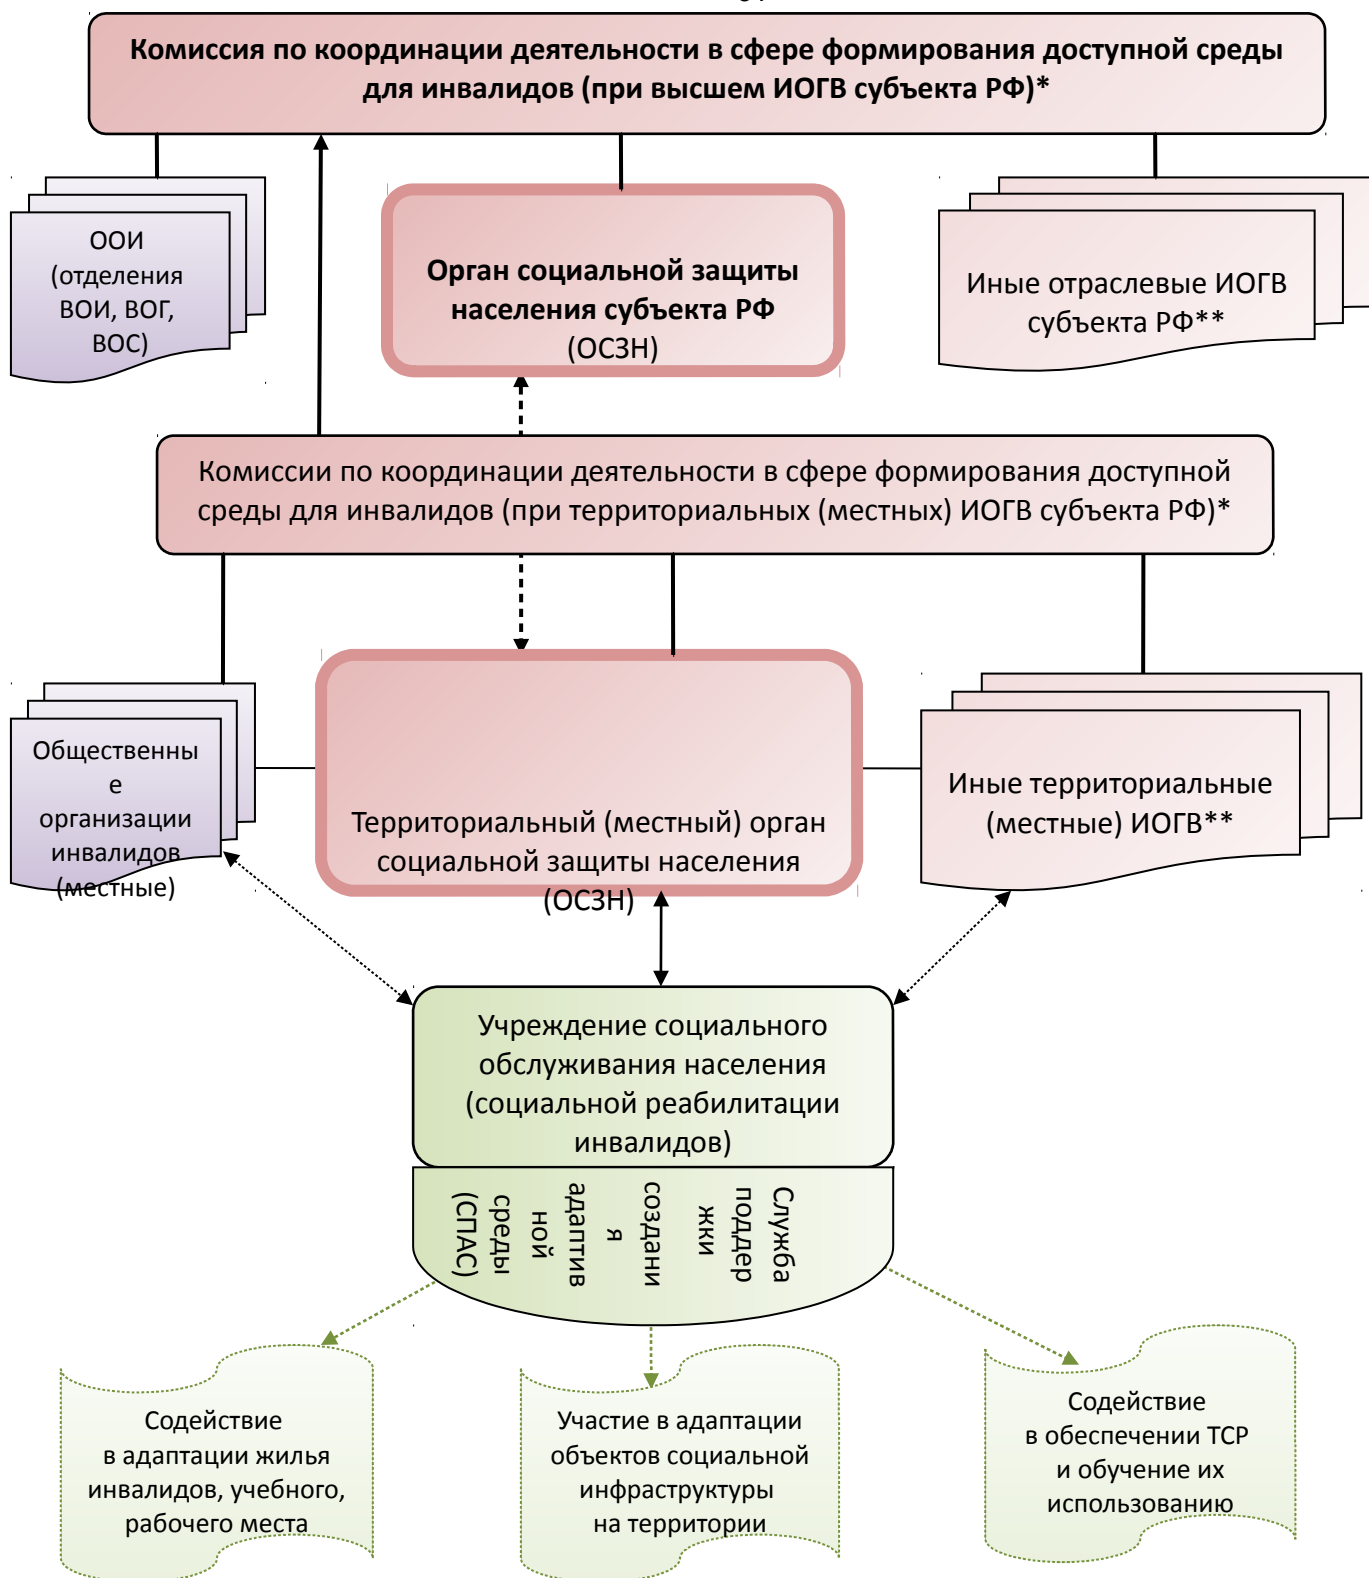 Комиссия по координации деятельности в сфере формирования доступной среды
для инвалидов (при высшем ИОГВ субъекта РФ)*
ООИ
(отделения
ВОИ, ВОГ,
ВОС)
Орган социальной защиты
населения субъекта РФ
(ОСЗН)
Иные отраслевые ИОГВ
субъекта РФ**
Комиссии по координации деятельности в сфере формирования доступной
среды для инвалидов (при территориальных (местных) ИОГВ субъекта РФ)*
Общественны
е
организации
инвалидов
(местные)
Территориальный (местный) орган
социальной защиты населения
(ОСЗН)
Иные территориальные
(местные) ИОГВ**
Учреждение социального
обслуживания населения
(социальной реабилитации
инвалидов)
Служба
поддер
жки
создани
я
адаптив
ной
среды
(СПАС)
Содействие
в адаптации жилья
инвалидов, учебного,
рабочего места
Участие в адаптации
объектов социальной
инфраструктуры
на территории
Содействие
в обеспечении ТСР
и обучение их
использованию